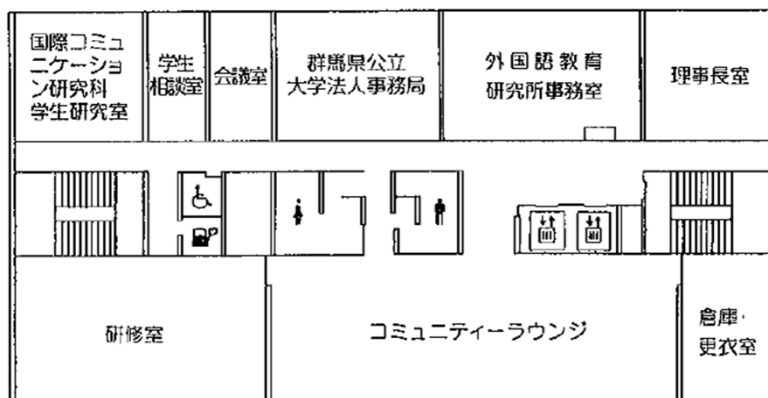 国際コミュ
ニケーショ
ン研究科
学生研究室
学生
相談室
会議室
群馬県公立
大学法人事務局
外国語教育
研究所事務室
理事長室
研修室
コミュニティーラウンジ
倉庫・
更衣室